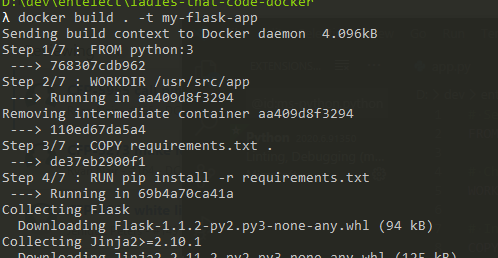 D:\dev\entelect\ladies-that-code-docker
λ docker build . -t my-flask-app
Sending build context to Docker daemon  4.096kB
Step 1/7 : FROM python:3
 ---> 768307cdb962
Step 2/7 : WORKDIR /usr/src/app
 ---> Running in aa409d8f3294
Removing intermediate container aa409d8f3294
 ---> 110ed67da5a4
Step 3/7 : COPY requirements.txt .
 ---> de37eb2900f1
Step 4/7 : RUN pip install -r requirements.txt
 ---> Running in 69b4a70ca41a
Collecting Flask
  Downloading Flask-1.1.2-py2.py3-none-any.whl (94 kB)
Collecting Jinja2>=2.10.1
  Downloading Jinja2-2.11.2-py2.py3-none-any.whl (125 kB)